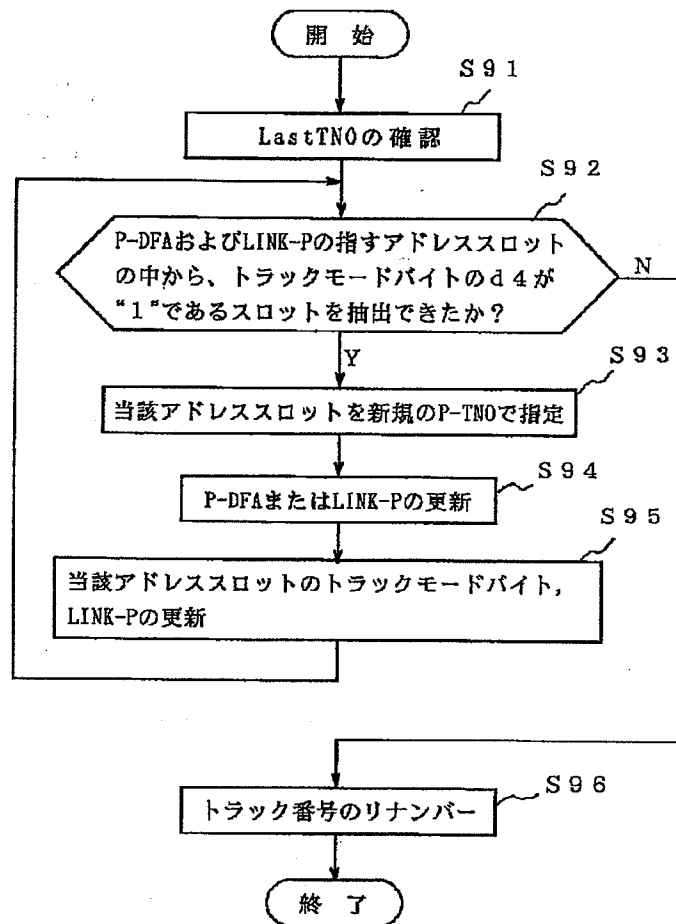 開 始
S91
LastTNOの確認
S92
P-DFAおよびLINK-Pの指すアドレススロット
の中から、トラックモードバイトのd4が
“1”であるスロットを抽出できたか?
N
Y
S93
当該アドレススロットを新規のP-TNOで指定
S94
P-DFAまたはLINK-Pの更新
S95
当該アドレススロットのトラックモードバイト,
LINK-Pの更新
S96
トラック番号のリナンバー
終 了